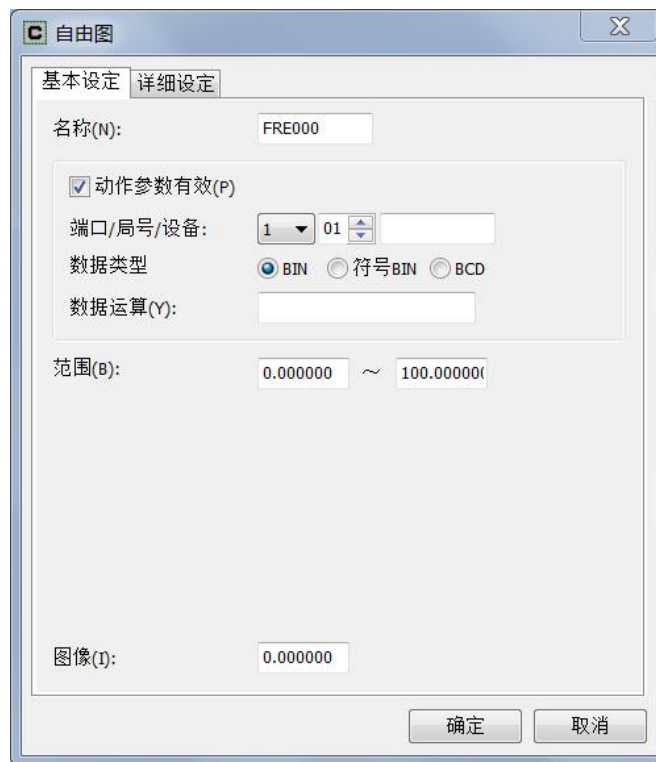 C 自由图
基本设定 详细设定
名称(N): FRE000
动作参数有效(P)
端口/局号/设备: 1 01
数据类型 BIN 符号BIN BCD
数据运算(Y):
范围(B): 0.000000 ～ 100.000000
图像(I): 0.000000
确定 取消